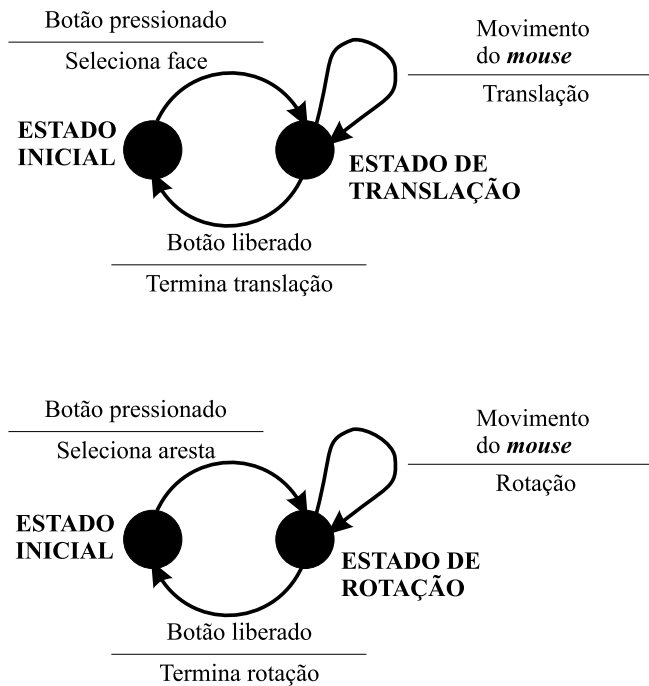 Botão pressionado
Seleciona face
Movimento
do mouse
Translação
ESTADO
INICIAL
ESTADO DE
TRANSLAÇÃO
Botão liberado
Termina translação
Botão pressionado
Seleciona aresta
Movimento
do mouse
Rotação
ESTADO
INICIAL
ESTADO DE
ROTAÇÃO
Botão liberado
Termina rotação